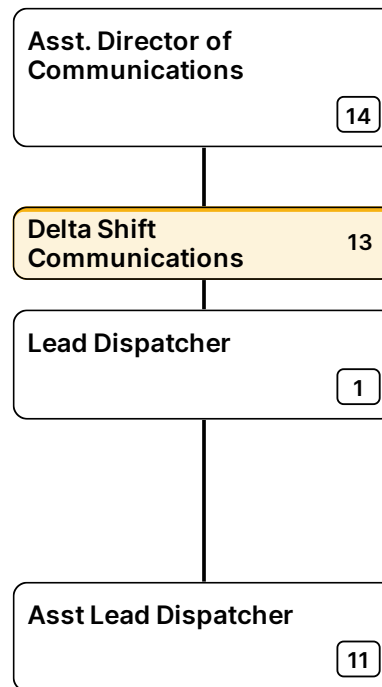 Asst. Director of
Communications
14
Delta Shift
Communications
13
Lead Dispatcher
1
Asst Lead Dispatcher
11